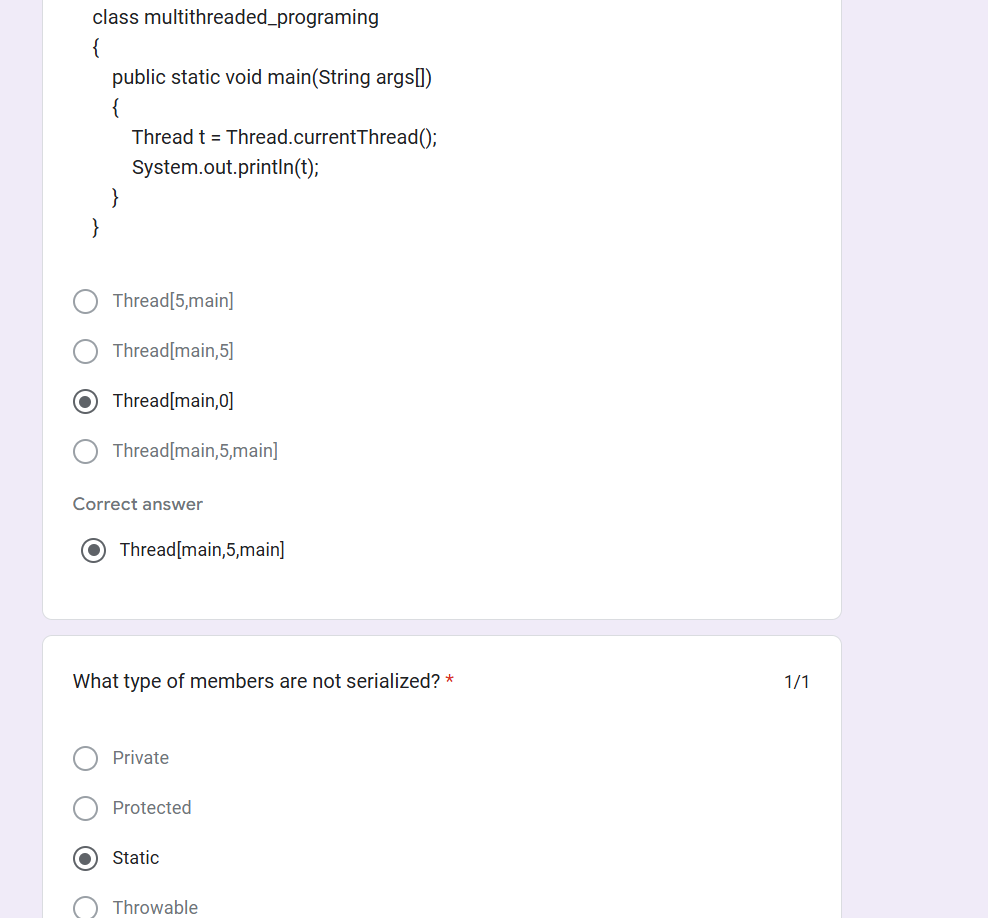 class multithreaded_programing
{
public static void main(String args[])
{
Thread t = Thread.currentThread();
System.out.println(t);
}
}
Thread[5,main]
Thread[main,5]
Thread[main,0]
Thread[main,5,main]
Correct answer
Thread[main,5,main]
What type of members are not serialized? *
1/1
Private
Protected
Static
Throwable